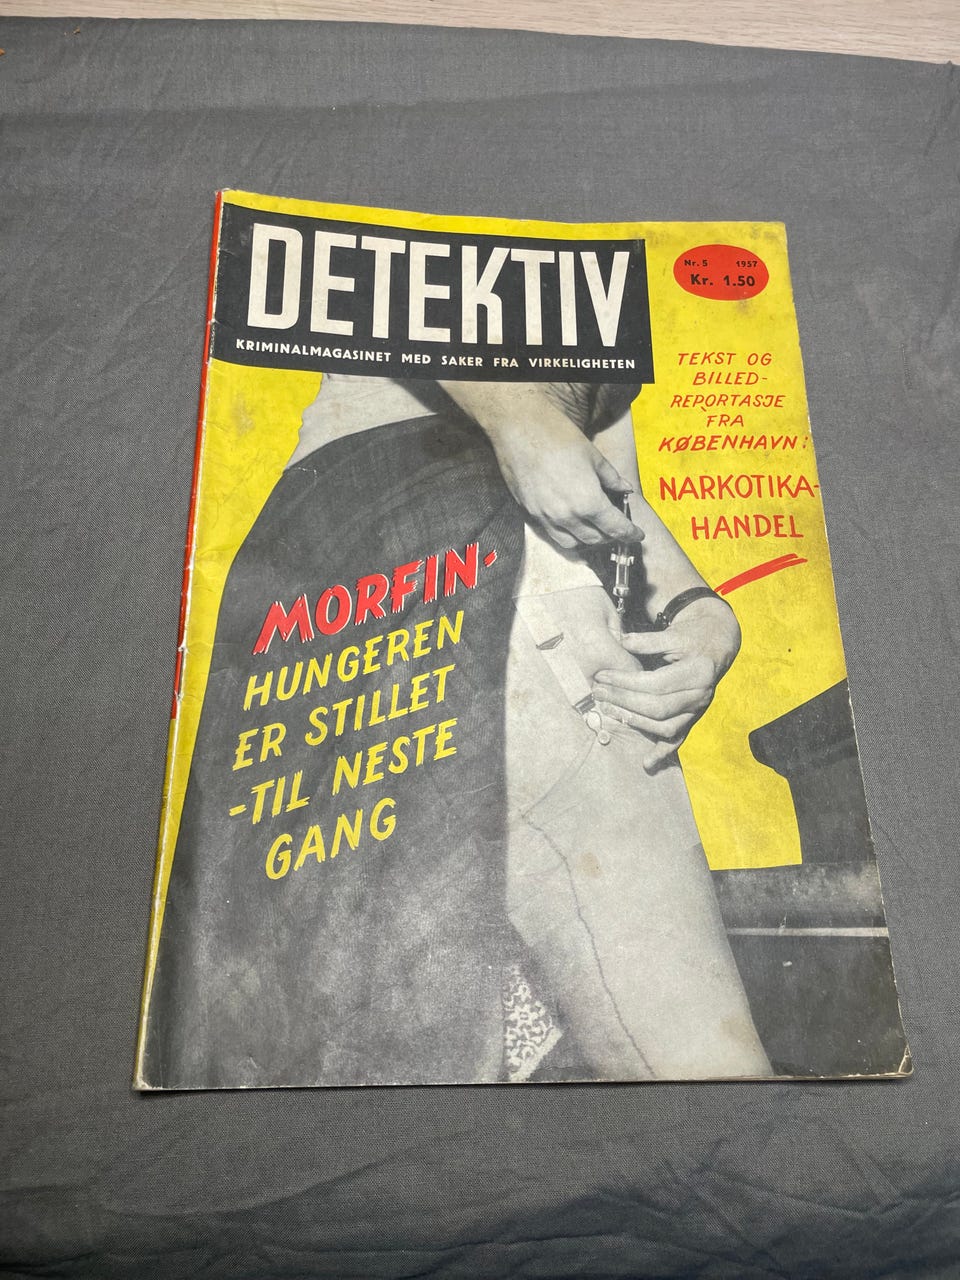 DETEKTIV
KRIMINALMAGASINET MED SAKER FRA VIRKELIGHETEN
Nr. 5 1957
Kr. 1.50
TEKST OG
BILLED-
REPORTASJE
FRA
KØBENHAVN:
NARKOTIKA-
HANDEL
MORFIN-
HUNGEREN
ER STILLET
-TIL NESTE
GANG